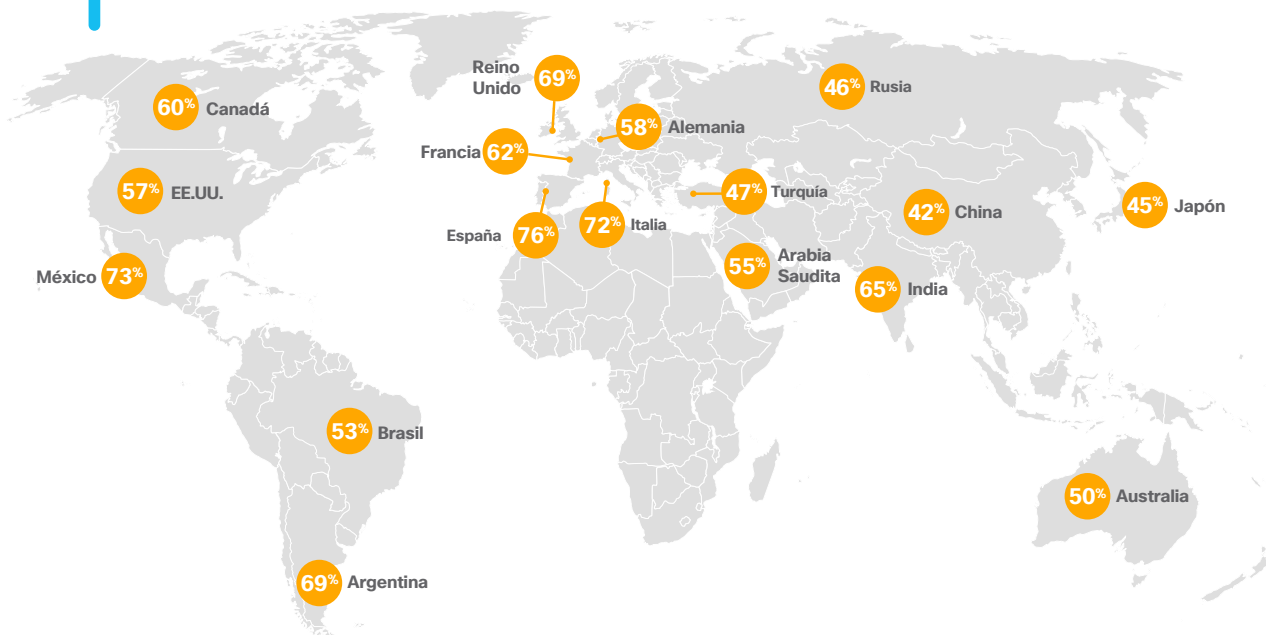 Reino
Unido
69%
46% Rusia
60% Canadá
58% Alemania
Francia 62%
57% EE.UU.
47% Turquía
42% China
45% Japón
España 76%
72% Italia
México 73%
55% Arabia
Saudita
65% India
53% Brasil
50% Australia
69% Argentina